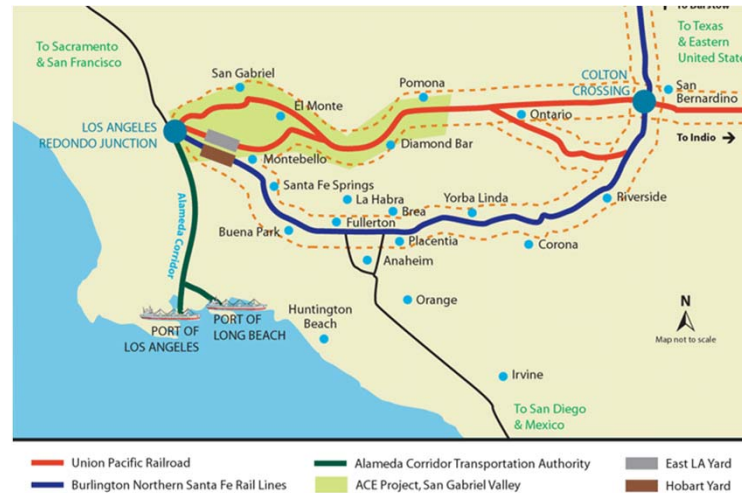 To Barstow
To Sacramento
& San Francisco
To Texas
& Eastern
United State
San Gabriel
Pomona
COLTON
CROSSING
San
Bernardino
El Monte
Ontario
LOS ANGELES
REDONDO JUNCTION
To Indio
Montebello
Diamond Bar
Santa Fe Springs
La Habra
Yorba Linda
Riverside
Brea
Alameda Corridor
Buena Park
Fullerton
Placentia
Corona
Anaheim
Orange
PORT OF
LOS ANGELES
PORT OF
LONG BEACH
Huntington
Beach
N
Map not to scale
Irvine
To San Diego
& Mexico
Union Pacific Railroad
Alameda Corridor Transportation Authority
East LA Yard
Burlington Northern Santa Fe Rail Lines
ACE Project, San Gabriel Valley
Hobart Yard